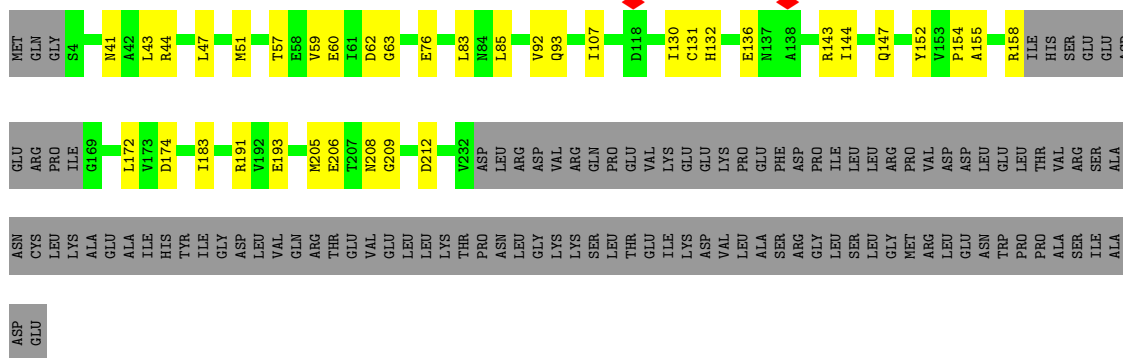 MET GLN GLY S4 N41 A42 L43 R44 L47 M51 T57 E58 V59 E60 I61 D62 G63 E76 L83 N84 L85 V92 Q93 I107 D118 I130 C131 H132 E136 N137 A138 R143 I144 Q147 Y152 V153 P154 A155 R158 ILE HIS SER GLU GLU
GLU ARG PRO ILE G169 L172 V173 D174 I183 R191 V192 E193 M205 E206 T207 N208 G209 D212 V232 ASP LEU ARG ASP VAL ARG GLN PRO GLU VAL LYS GLU GLU LYS PRO GLU PHE ASP PRO ILE LEU LEU ARG PRO VAL ASP ASP LEU GLU LEU THR VAL ARG SER ALA
ASN CYS LEU LYS ALA GLU ALA ILE HIS TYR ILE GLY ASP LEU VAL GLN ARG THR GLU VAL GLU LEU LEU LYS THR PRO ASN LEU GLY LYS LYS SER LEU THR GLU ILE LYS ASP VAL LEU ALA SER ARG GLY LEU SER LEU GLY MET ARG LEU GLU ASN TRP PRO PRO ALA SER ILE ALA
ASP GLU